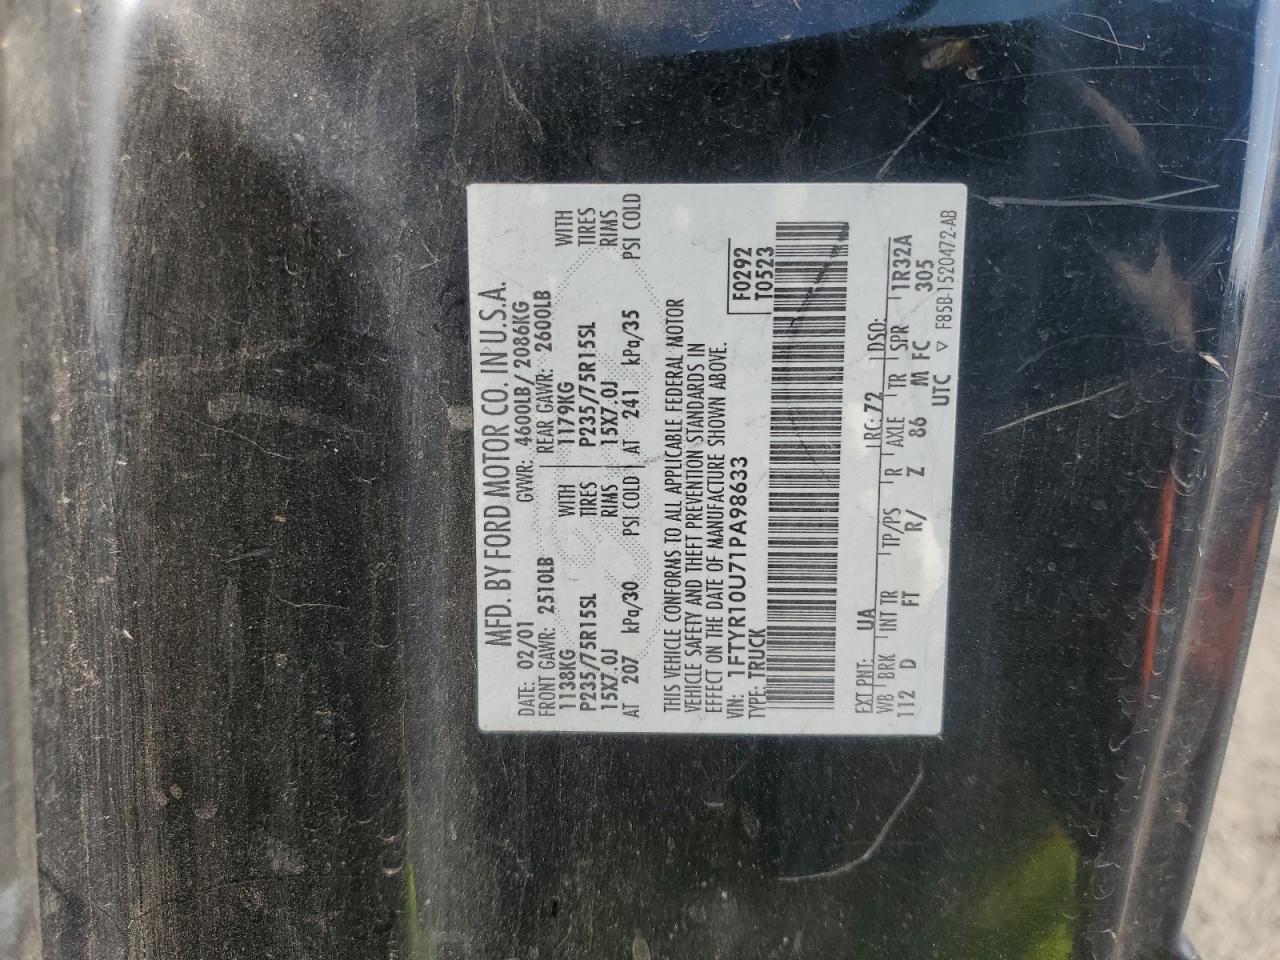 MFD. BY FORD MOTOR CO. IN U.S.A.
DATE: 02/01 GVWR: 4600LB/ 2086KG
FRONT GAWR: 2510LB REAR GAWR: 2600LB
1138KG WITH 1179KG WITH
P235/75R15SL TIRES P235/75R15SL TIRES
15X7.0J RIMS 15X7.0J RIMS
AT 207 kPa/30 PSI COLD AT 241 kPa/35 PSI COLD
THIS VEHICLE CONFORMS TO ALL APPLICABLE FEDERAL MOTOR
VEHICLE SAFETY AND THEFT PREVENTION STANDARDS IN
EFFECT ON THE DATE OF MANUFACTURE SHOWN ABOVE.
VIN: 1FTYR10U71PA98633 F0292
TYPE: TRUCK T0523
EXT PNT: UA RC: 72 DSO:
WB BRK INT TR TP/PS R AXLE TR SPR 1R32A
112 D FT R/ Z 86 M FC 305
UTC ▽ F85B-1520472-AB